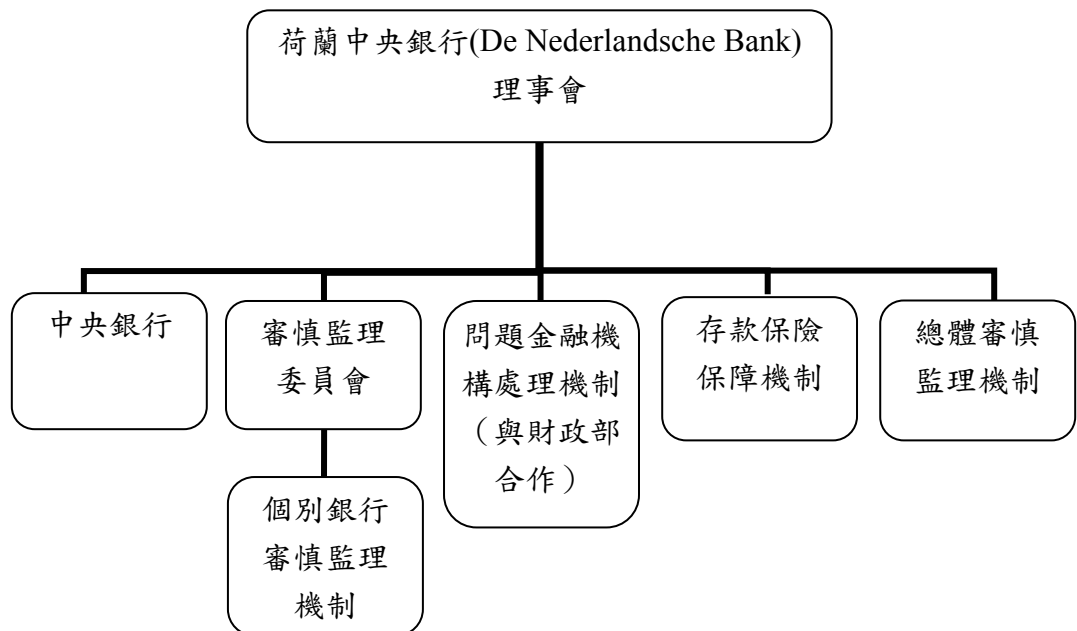 荷蘭中央銀行(De Nederlandsche Bank)
理事會
中央銀行
審慎監理
委員會
問題金融機
構處理機制
（與財政部
合作）
存款保險
保障機制
總體審慎
監理機制
個別銀行
審慎監理
機制